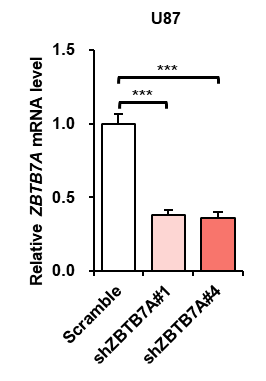 U87
Relative ZBTB7A mRNA level
1.5
1.0
0.5
0.0
***
***
Scramble
shZBTB7A#1
shZBTB7A#4